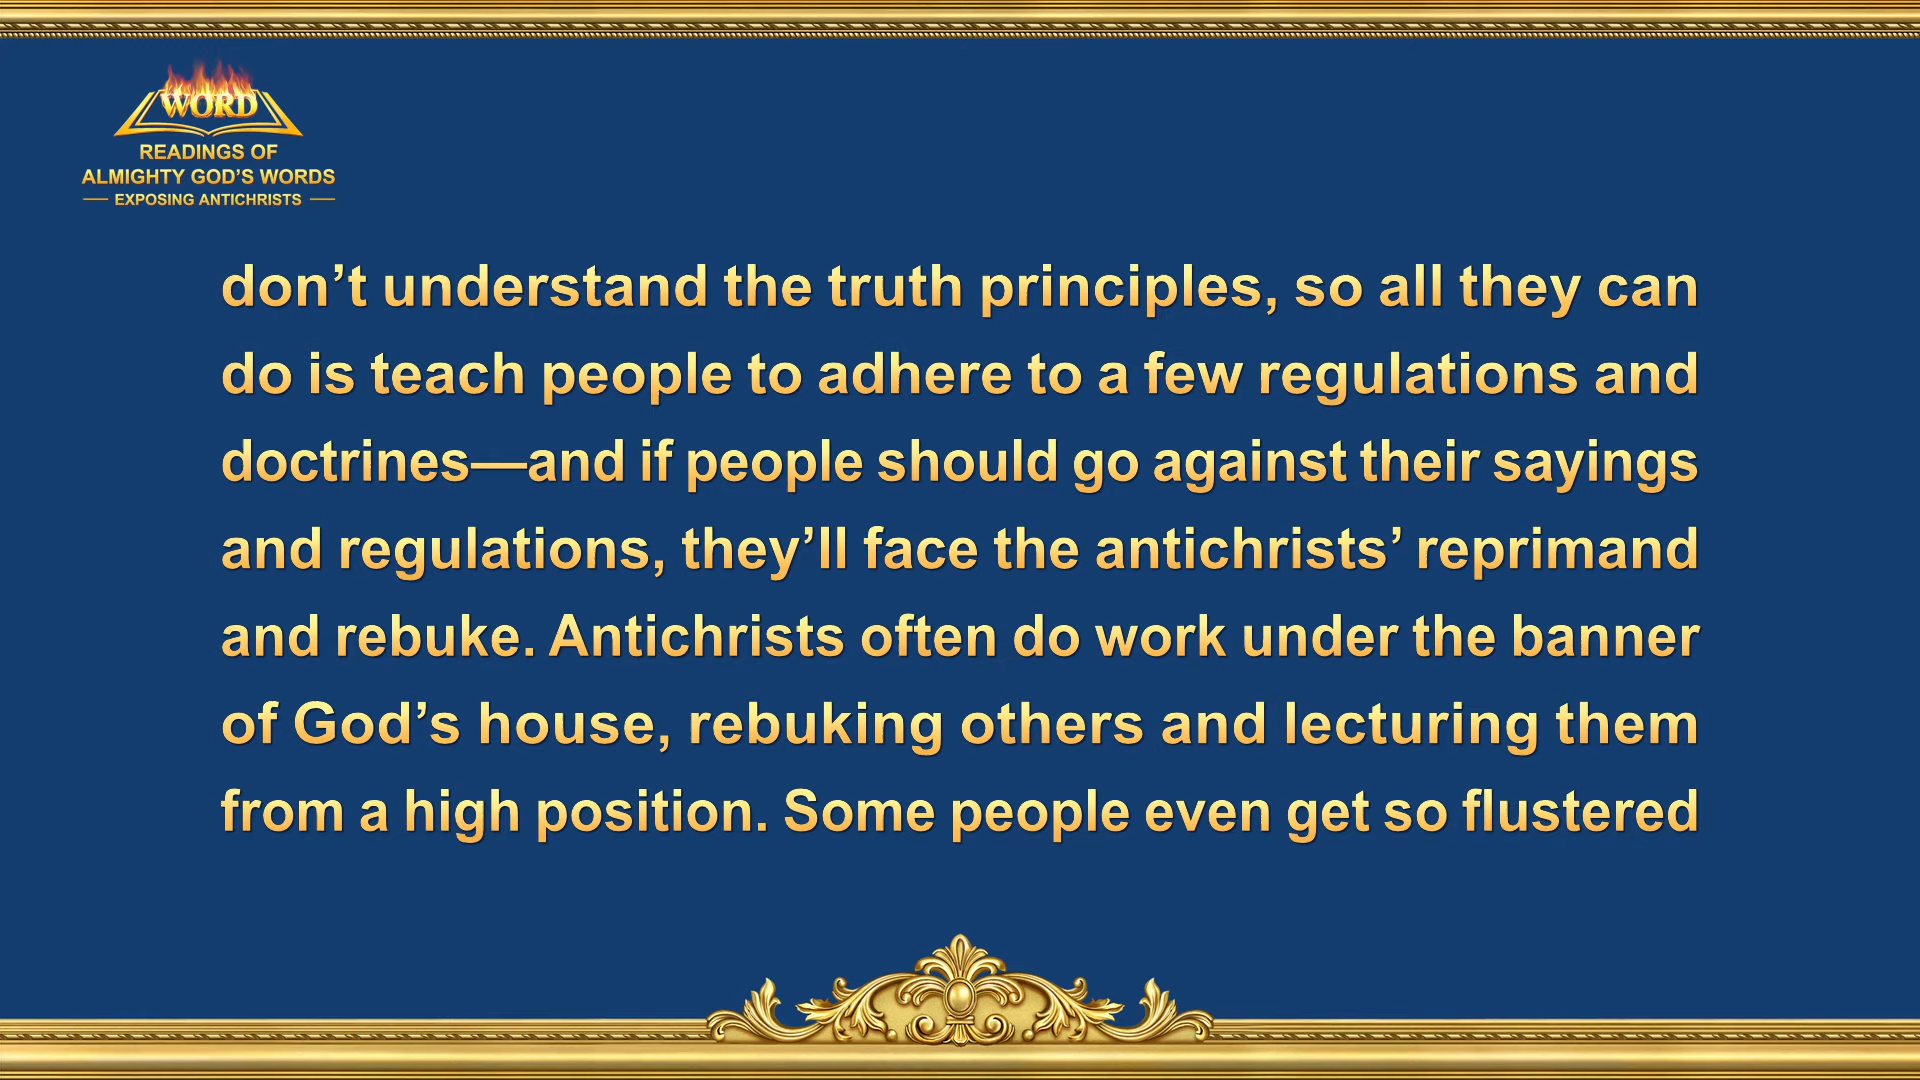 WORD
READINGS OF
ALMIGHTY GOD’S WORDS
EXPOSING ANTICHRISTS
don’t understand the truth principles, so all they can
do is teach people to adhere to a few regulations and
doctrines—and if people should go against their sayings
and regulations, they’ll face the antichrists’ reprimand
and rebuke. Antichrists often do work under the banner
of God’s house, rebuking others and lecturing them
from a high position. Some people even get so flustered